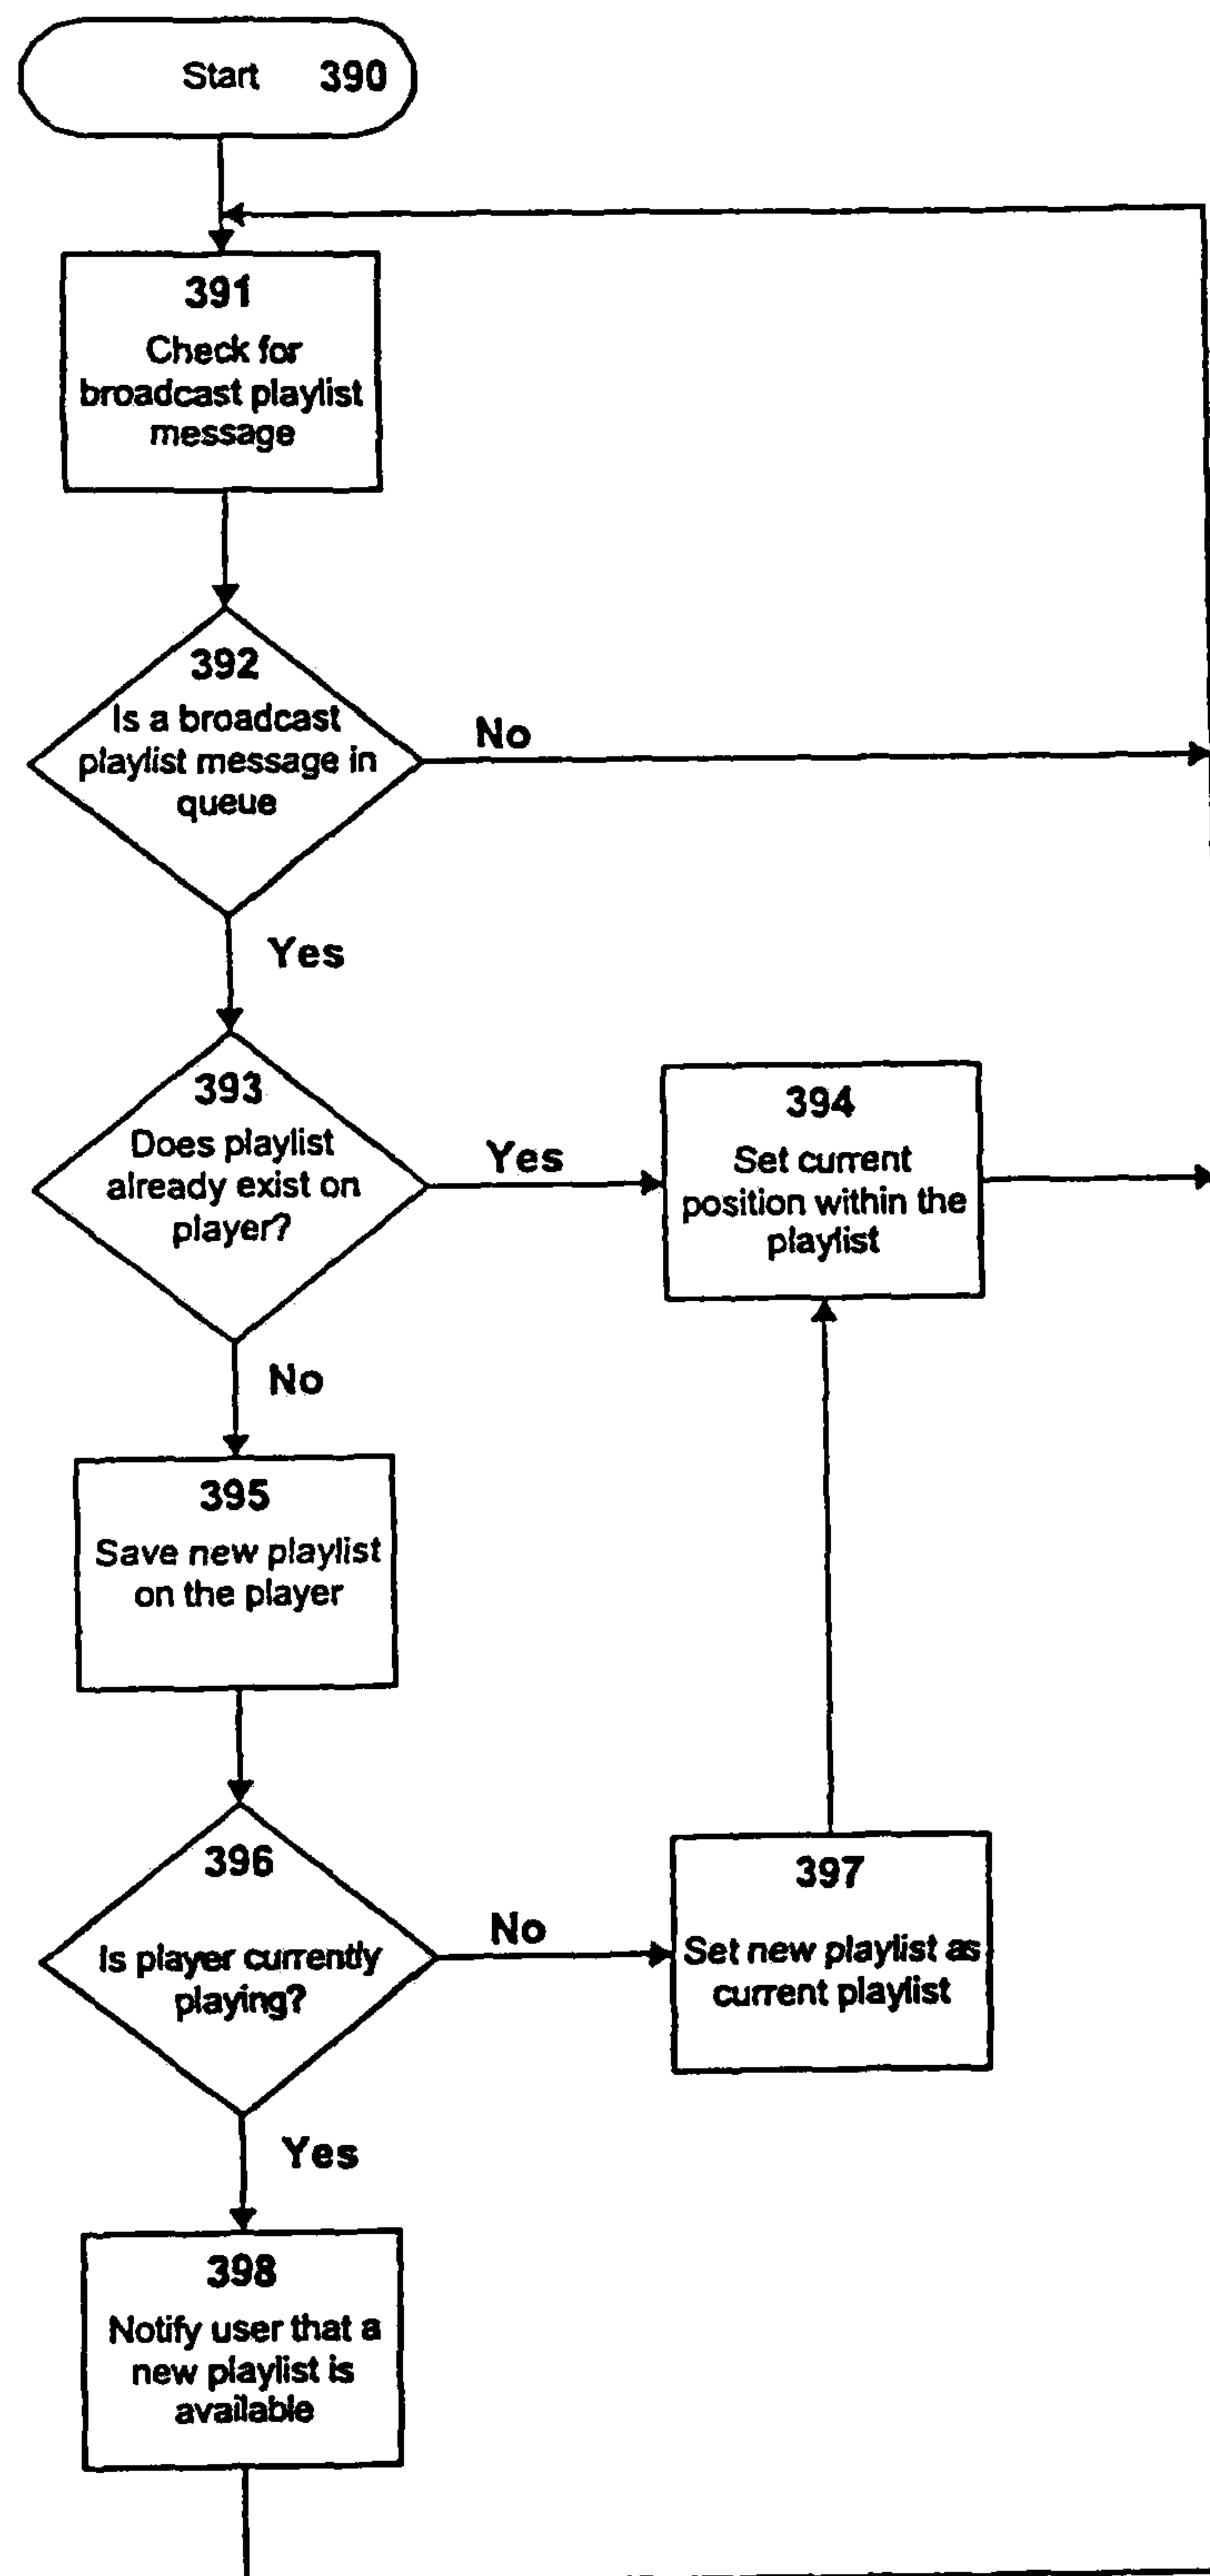 Start 390
391
Check for
broadcast playlist
message
392
Is a broadcast
playlist message in
queue
No
Yes
393
Does playlist
already exist on
player?
Yes
394
Set current
position within the
playlist
No
395
Save new playlist
on the player
396
Is player currently
playing?
No
397
Set new playlist as
current playlist
Yes
398
Notify user that a
new playlist is
available